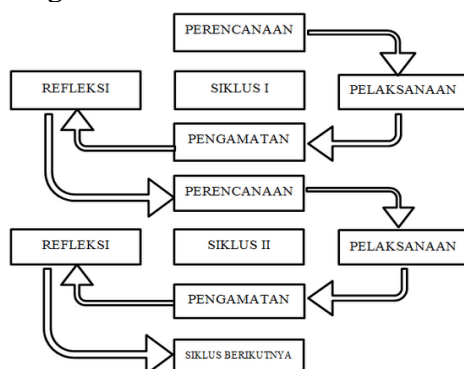 PERENCANAAN
REFLEKSI
SIKLUS I
PELAKSANAAN
PENGAMATAN
PERENCANAAN
REFLEKSI
SIKLUS II
PELAKSANAAN
PENGAMATAN
SIKLUS BERIKUTNYA